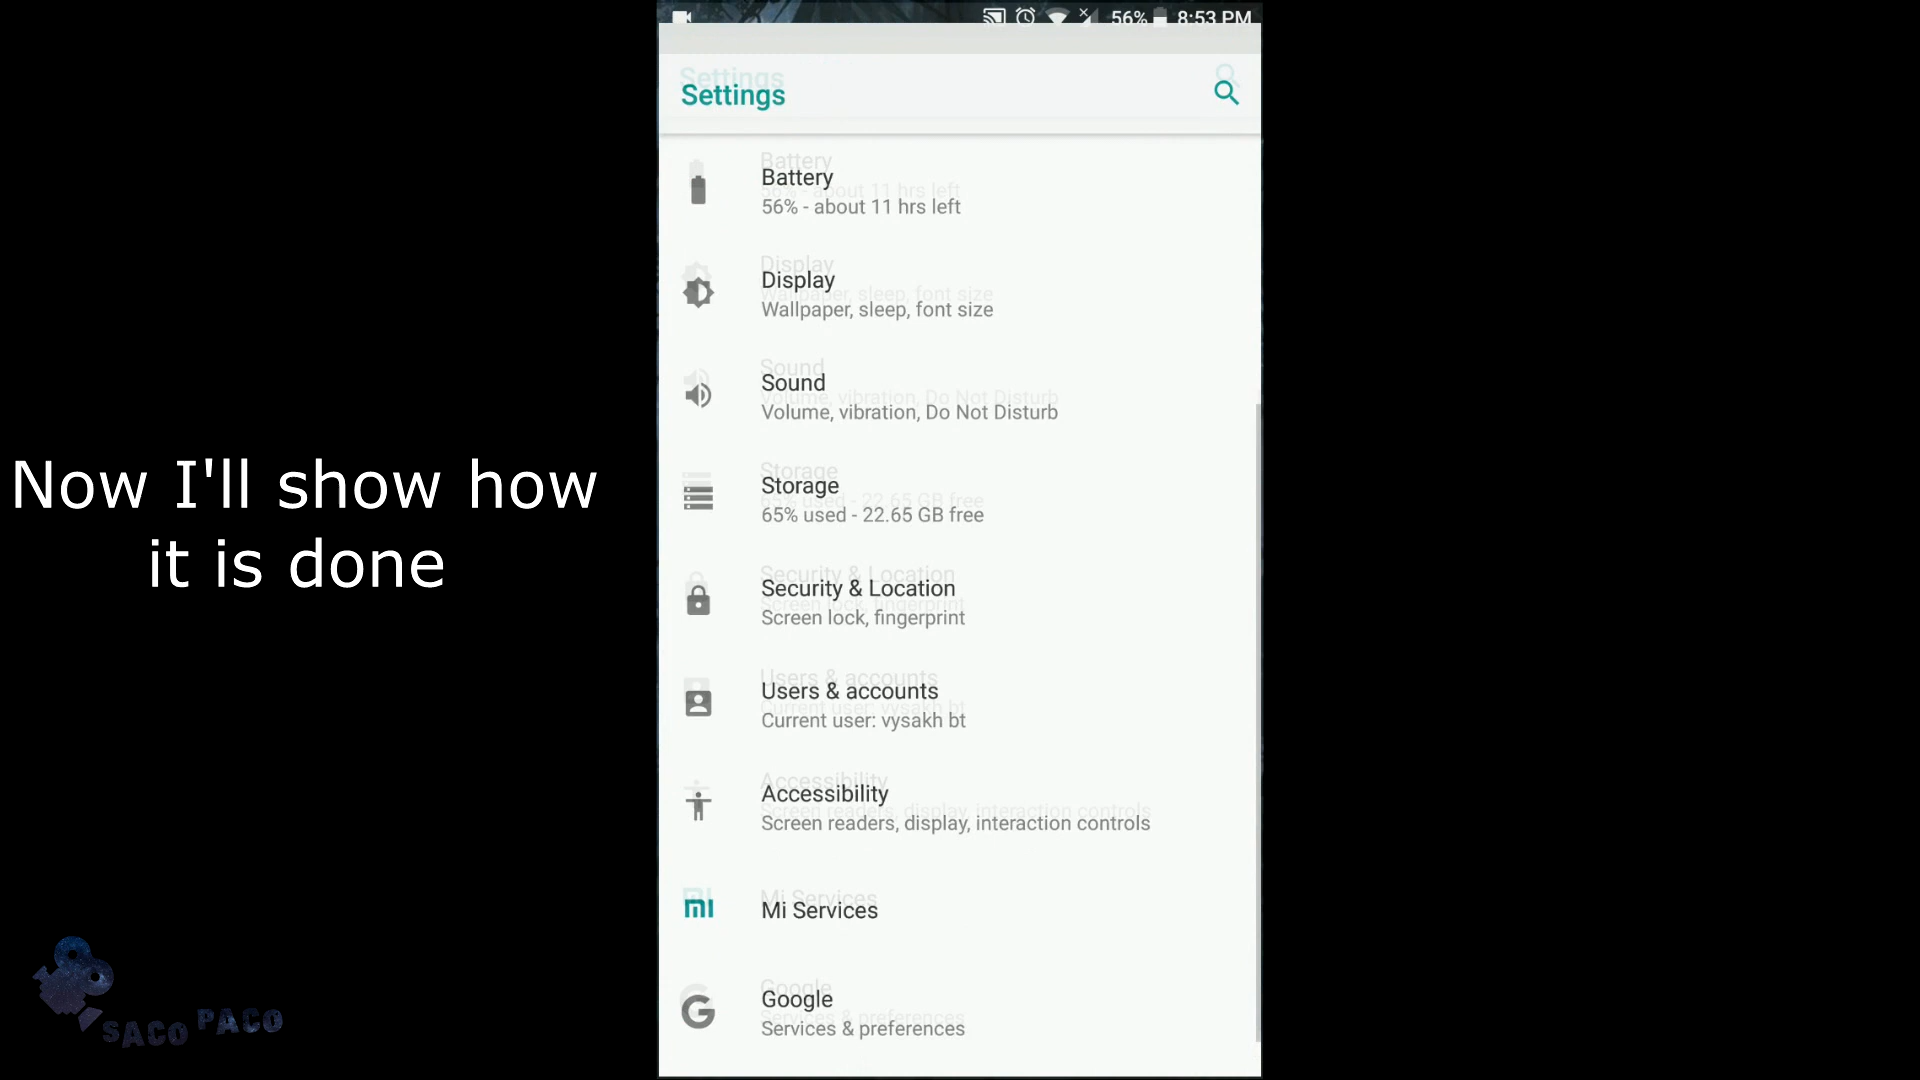 56% 8:53 PM
Settings
Battery
56% - about 11 hrs left
Display
Wallpaper, sleep, font size
Sound
Volume, vibration, Do Not Disturb
Storage
65% used - 22.65 GB free
Security & Location
Screen lock, fingerprint
Users & accounts
Current user: vysakh bt
Accessibility
Screen readers, display, interaction controls
Mi Services
Google
Services & preferences
Now I'll show how
it is done
SACO PACO